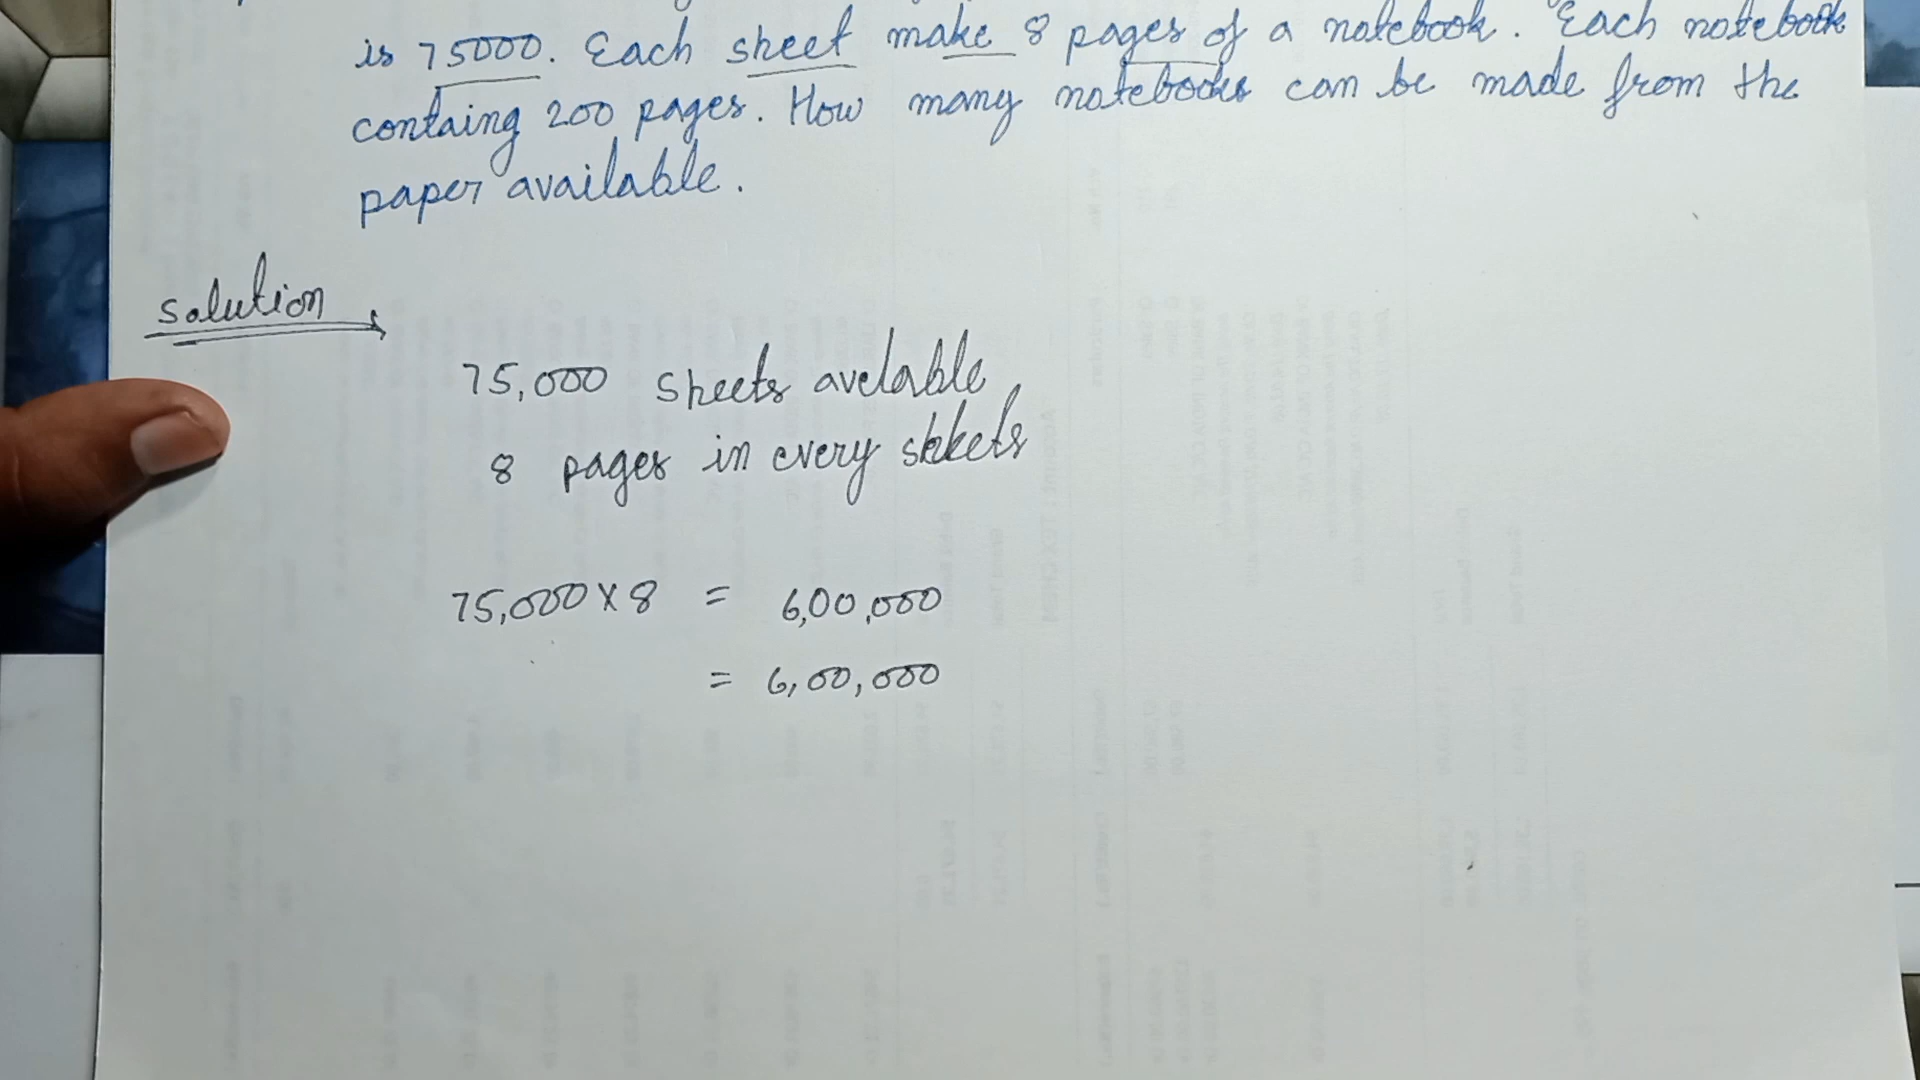 is 75000. Each sheet make 8 pages of a notebook. Each notebook
containg 200 pages. How many notebooks can be made from the
paper available.
Solution
75,000 Sheets avelable,
8 pages in every
75,000 × 8 = 6,00,000
= 6,00,000